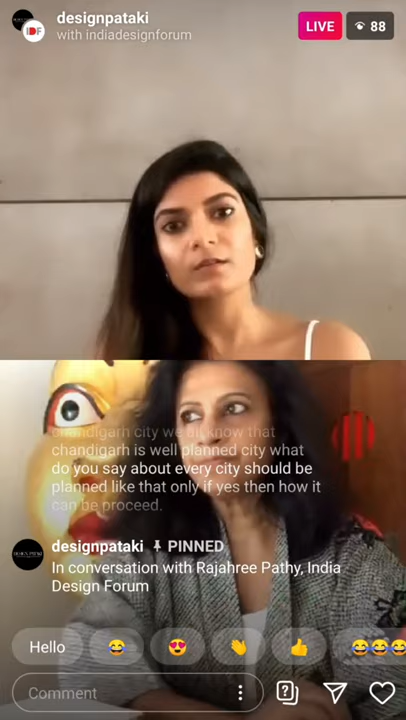 designpataki
with indiadesignforum
IDF
LIVE
88
chandigarh city we all know that
chandigarh is well planned city what
do you say about every city should be
planned like that only if yes then how it
can be proceed.
designpataki PINNED
In conversation with Rajahree Pathy, India
Design Forum
Hello
Comment